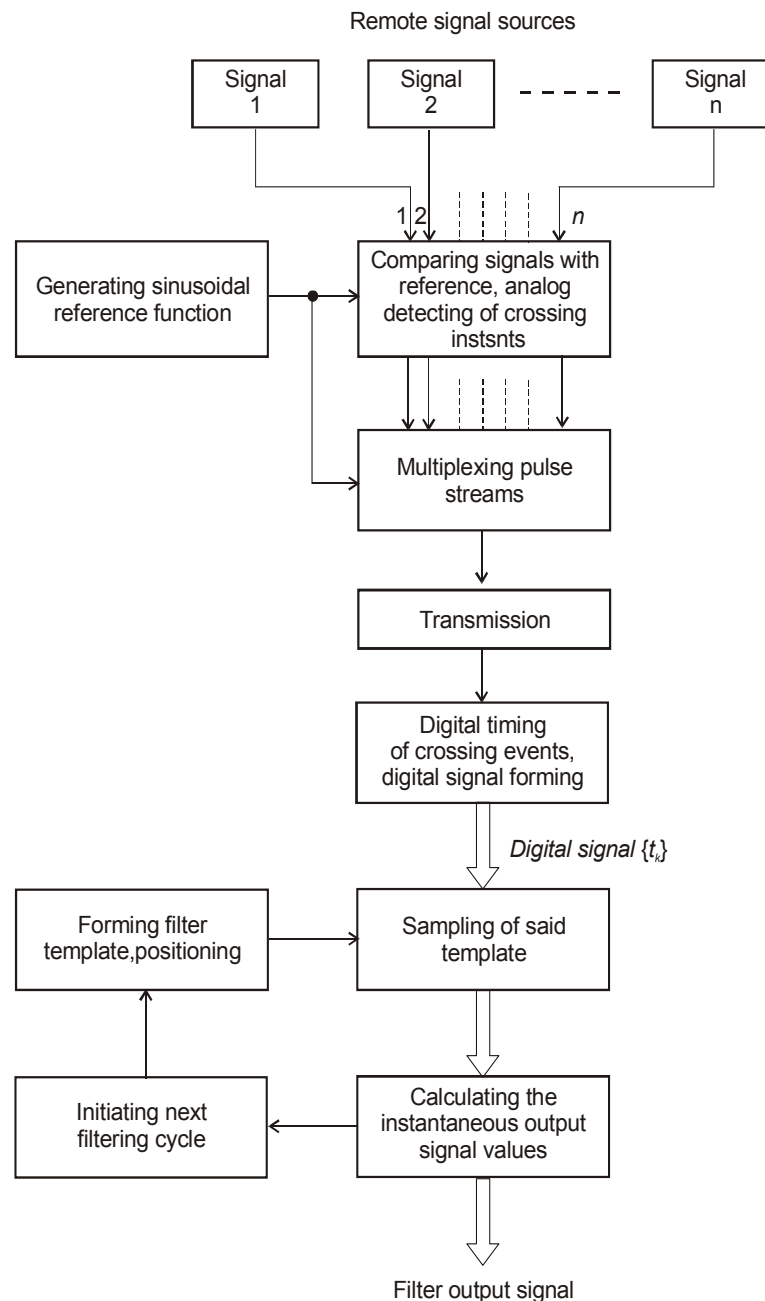 Remote signal sources
Signal
1
Signal
2
Signal
n
1 2
n
Generating sinusoidal
reference function
Comparing signals with
reference, analog
detecting of crossing
instsnts
Multiplexing pulse
streams
Transmission
Digital timing
of crossing events,
digital signal forming
Digital signal {tk}
Forming filter
template,positioning
Sampling of said
template
Initiating next
filtering cycle
Calculating the
instantaneous output
signal values
Filter output signal